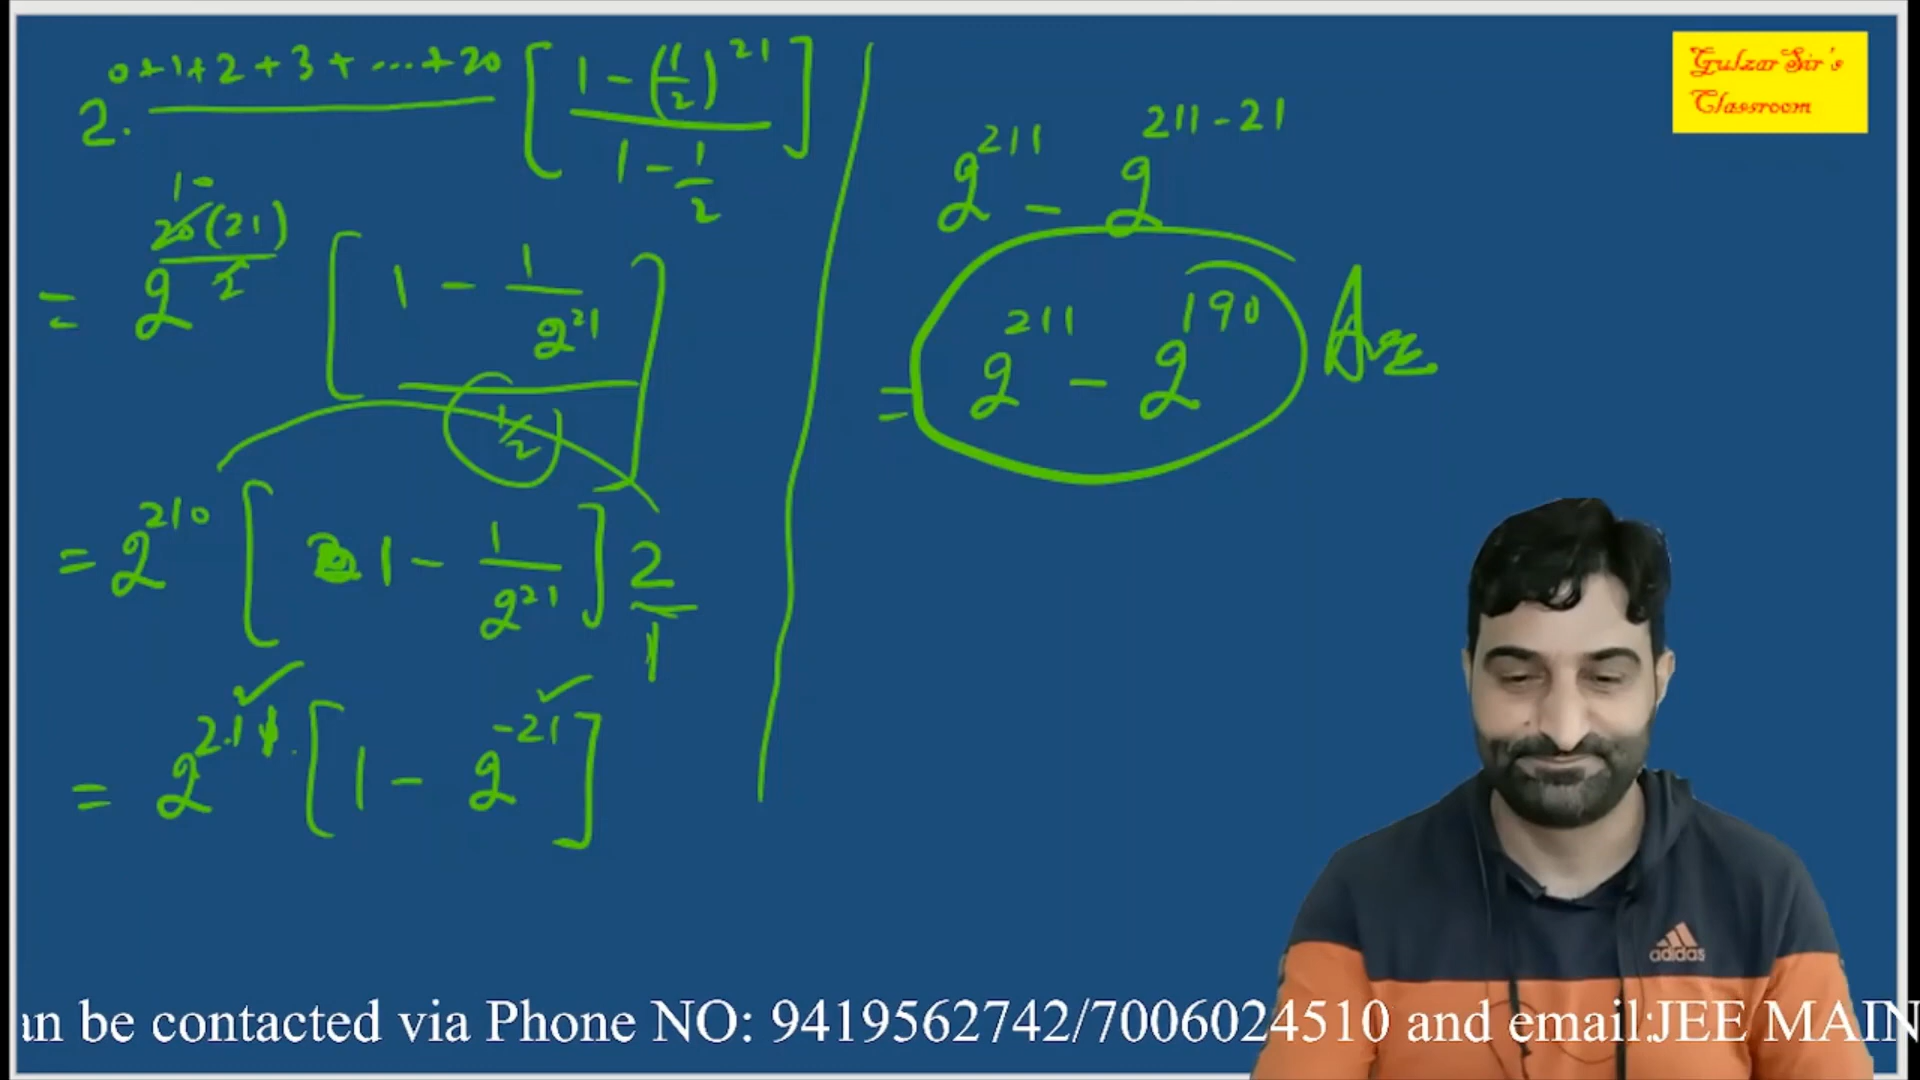 2. 0+1+2+3+...+20 [ 1-(1/2)^21 / 1-1/2 ]
= 2^(20(21)/2) [ 1 - 1/2^21 / 1/2 ]
= 2^210 [ 1 - 1/2^21 ] 2/1
= 2^211 [ 1 - 2^-21 ]
2^211 - 2^211-21
= 2^211 - 2^190 Ans
Gulzar Sir's
Classroom
an be contacted via Phone NO: 9419562742/7006024510 and email:JEE MAIN
adidas